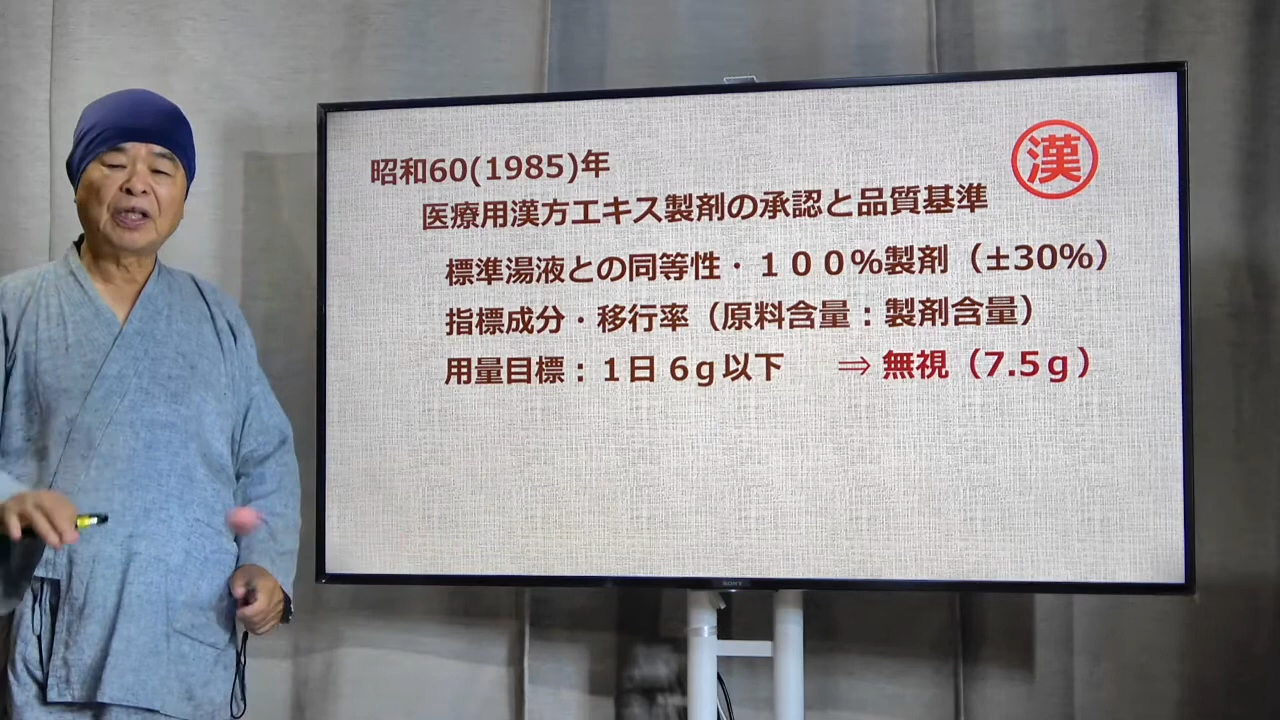 漢
昭和60(1985)年
医療用漢方エキス製剤の承認と品質基準
標準湯液との同等性・１００%製剤（±30%）
指標成分・移行率（原料含量：製剤含量）
用量目標：１日６g以下　⇒ 無視（7.5ｇ）
SONY